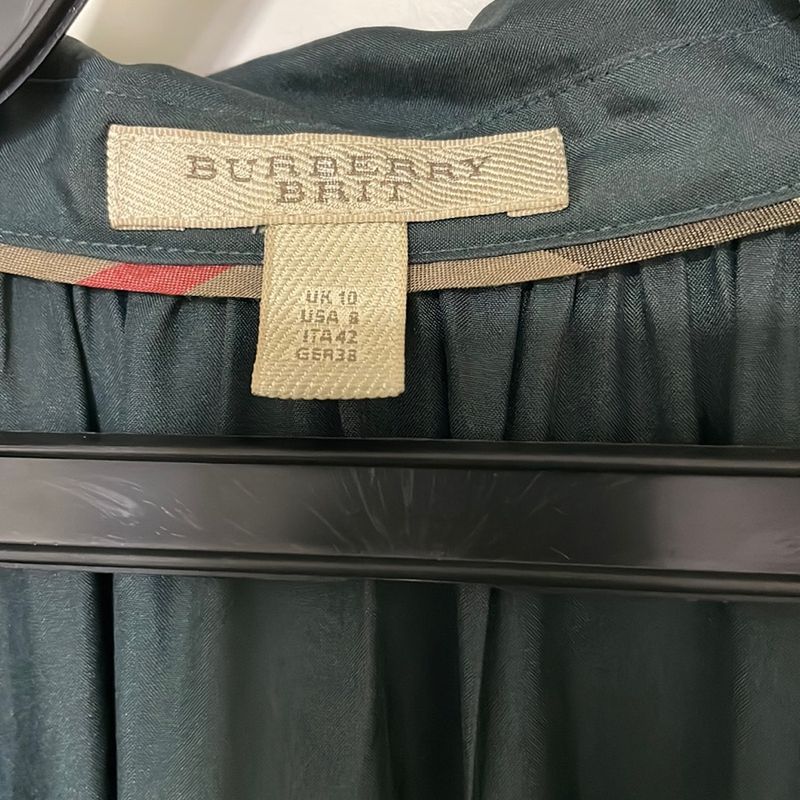 BURBERRY
BRIT
UK 10
USA 8
ITA 42
GER 38